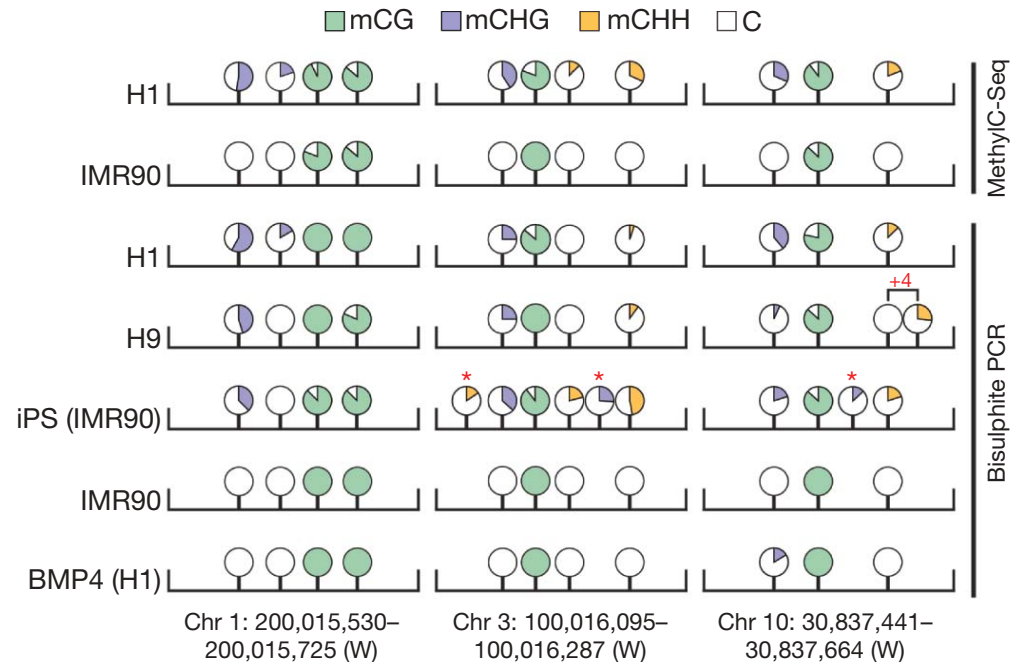 mCG mCHG mCHH C
H1
IMR90
MethylC-Seq
H1
H9
+4
iPS (IMR90)
* * *
IMR90
BMP4 (H1)
Bisulphite PCR
Chr 1: 200,015,530–
200,015,725 (W)
Chr 3: 100,016,095–
100,016,287 (W)
Chr 10: 30,837,441–
30,837,664 (W)